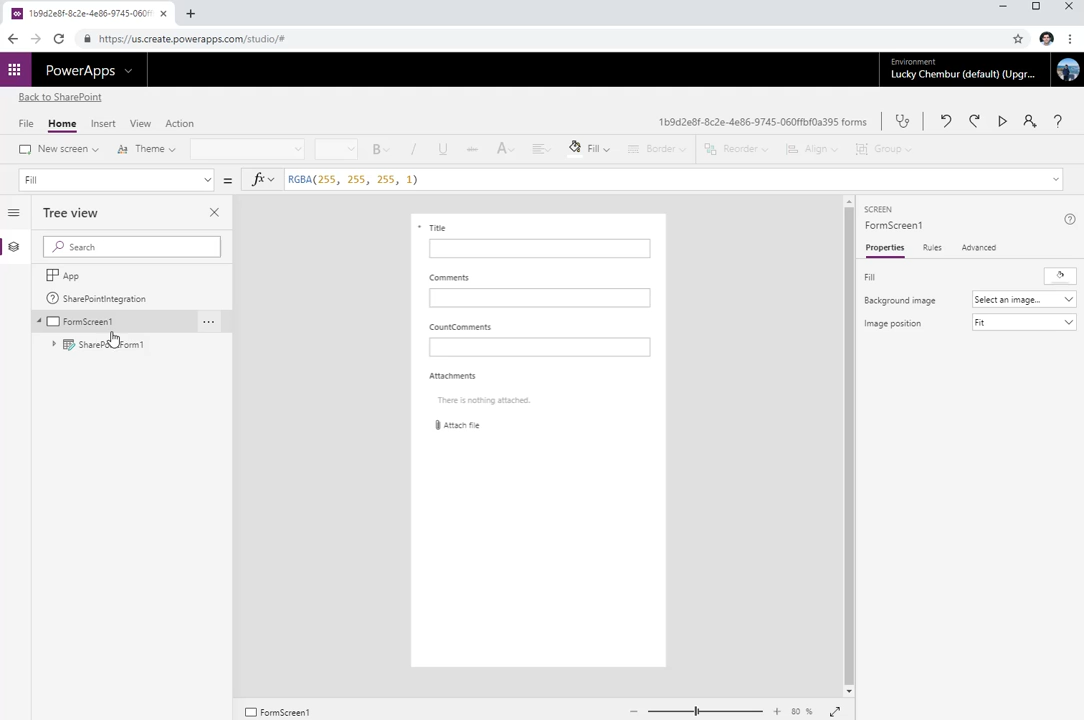 1b9d2e8f-8c2e-4e86-9745-060ff
https://us.create.powerapps.com/studio/#
PowerApps
Environment
Lucky Chembur (default) (Upgr...
Back to SharePoint
File Home Insert View Action
1b9d2e8f-8c2e-4e86-9745-060ffbf0a395 forms
New screen Theme B / U abc A Fill Border Reorder Align Group
Fill = fx RGBA(255, 255, 255, 1)
Tree view
Search
App
SharePointIntegration
FormScreen1
SharePointForm1
* Title
Comments
CountComments
Attachments
There is nothing attached.
Attach file
SCREEN
FormScreen1
Properties Rules Advanced
Fill
Background image Select an image...
Image position Fit
FormScreen1
80 %